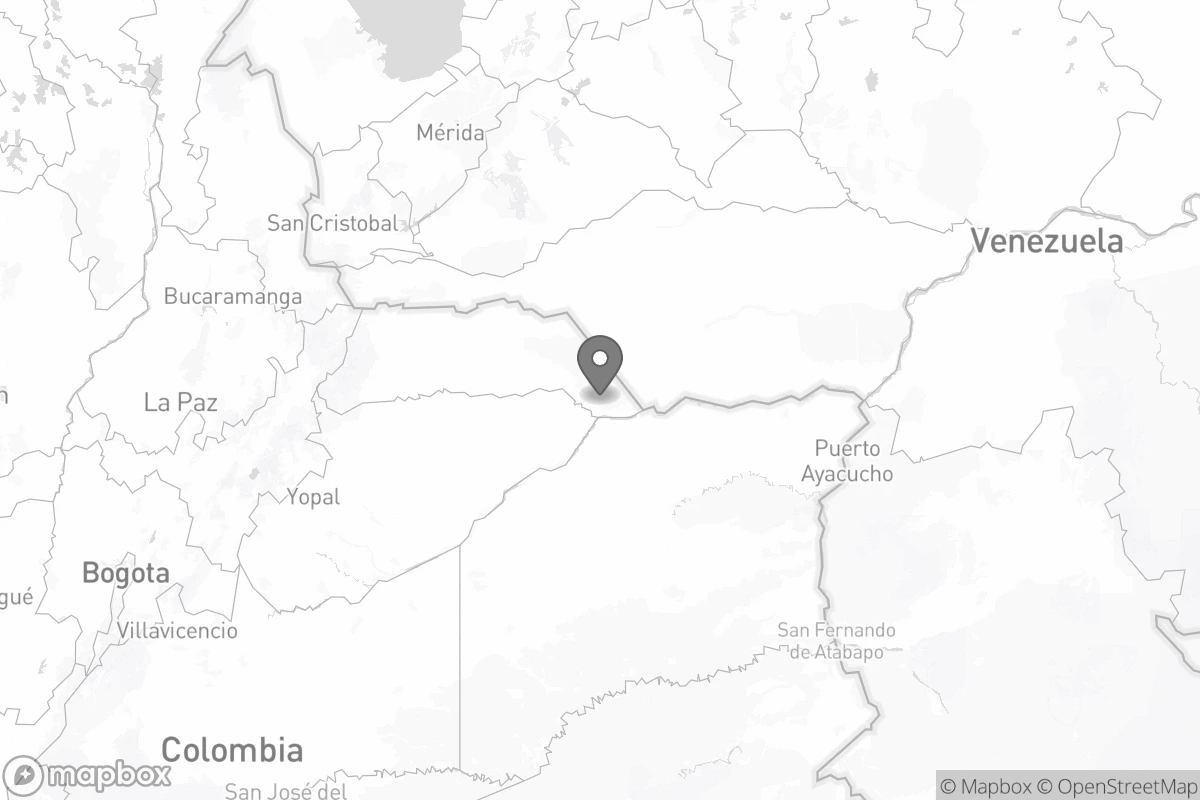 Mérida
San Cristobal
Venezuela
Bucaramanga
La Paz
Puerto
Ayacucho
Yopal
Bogota
gué
Villavicencio
San Fernando
de Atabapo
Colombia
San José del
mapbox
© Mapbox © OpenStreetMap